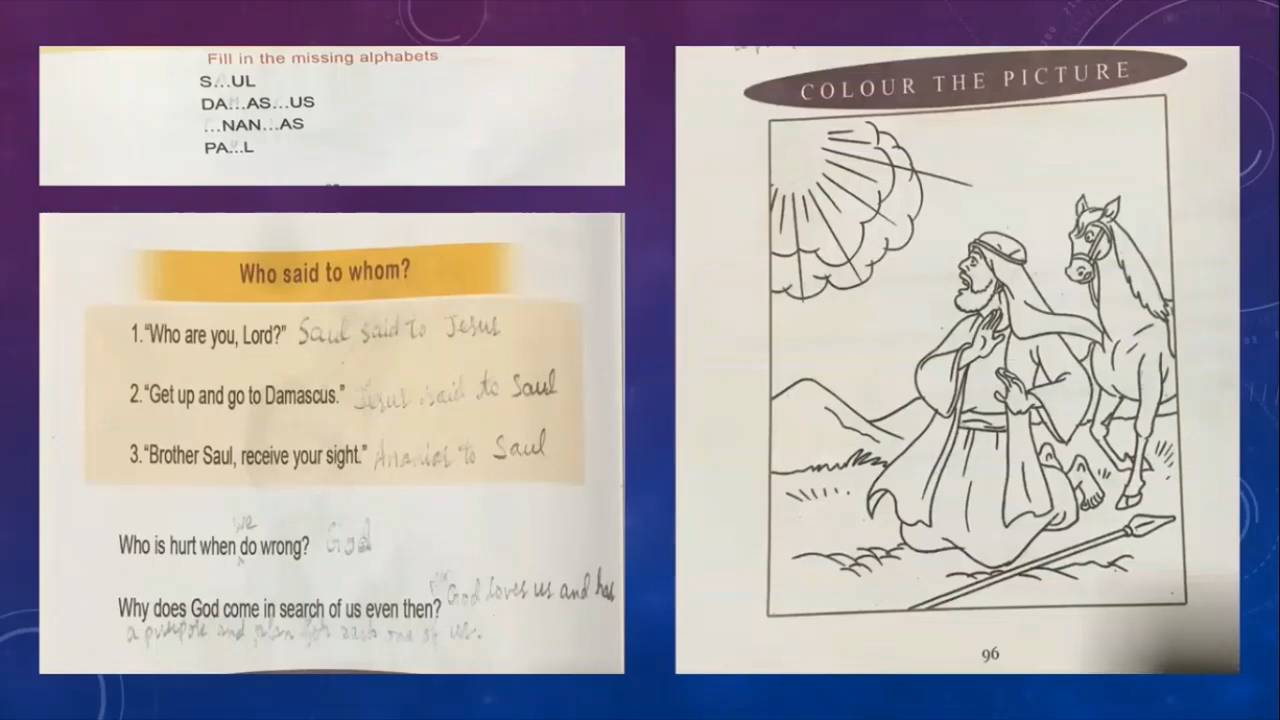 Fill in the missing alphabets
S...UL
DA...AS...US
...NAN...AS
PA...L
Who said to whom?
1. “Who are you, Lord?” Saul said to Jesus
2. “Get up and go to Damascus.” Jesus said to Saul
3. “Brother Saul, receive your sight.” Ananias to Saul
we
Who is hurt when do wrong? God
God loves us and has
Why does God come in search of us even then?
a purpose and plan for each one of us.
COLOUR THE PICTURE
96